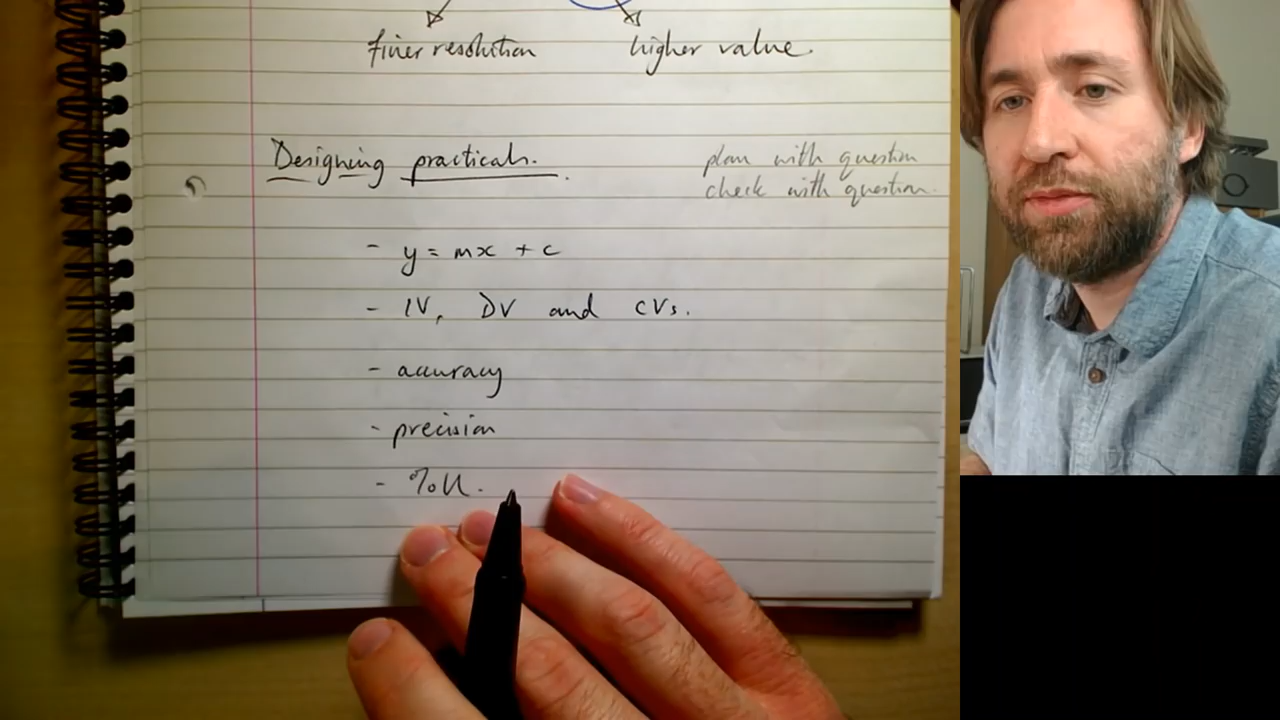 finer resolution higher value.
Designing practicals.
plan with question
check with question.
- y = mx + c
- IV, DV and CVs.
- accuracy
- precision
- %U.